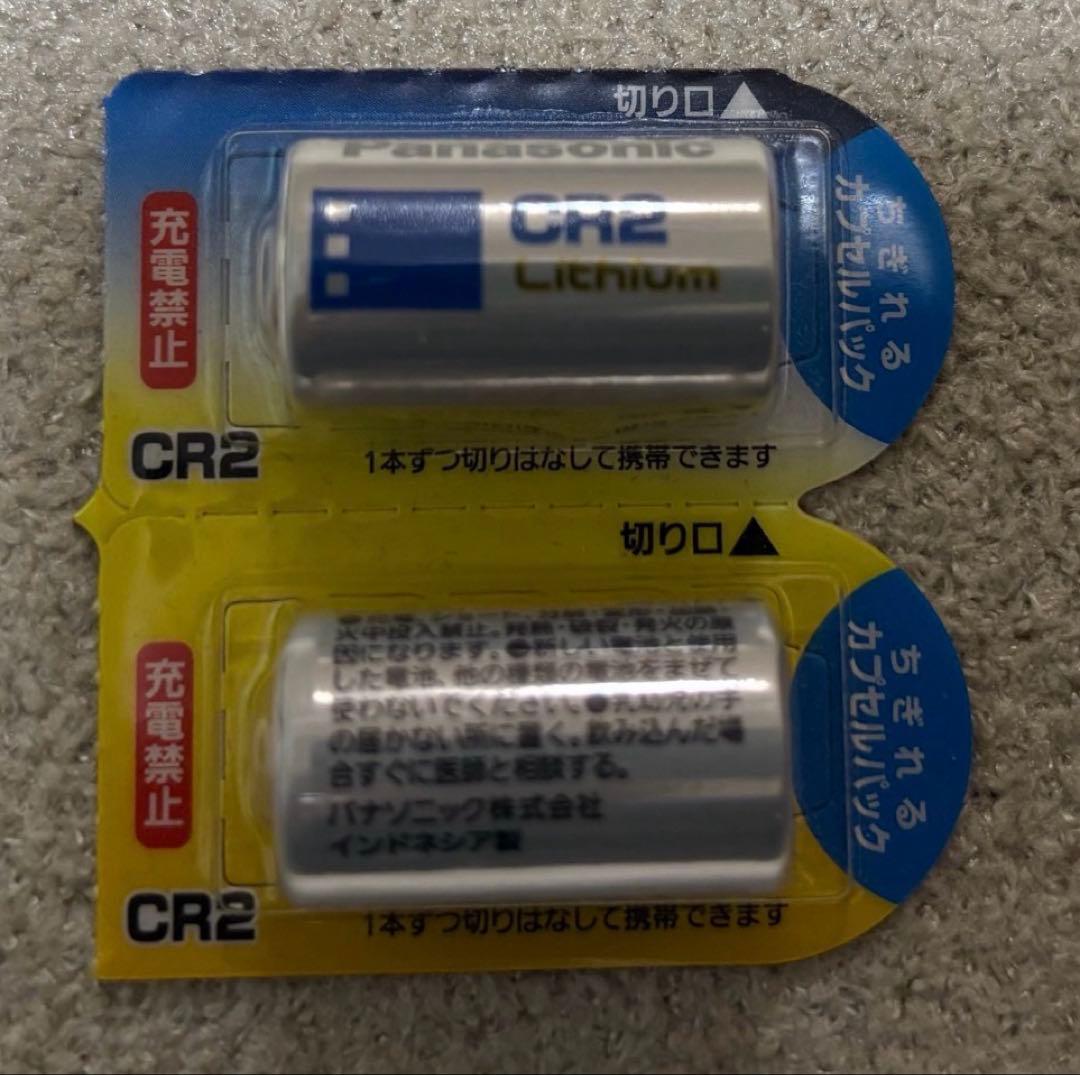 切り口▲
Panasonic
CR2
Lithium
充電禁止
ちぎれる
カプセルパック
CR2
1本ずつ切りはなして携帯できます
切り口▲
火中投入禁止。発熱・破裂・発火の原
因になります。●新しい電池と使用
した電池、他の種類の電池をまぜて
使わないでください。●乳幼児の手
の届かない所に置く。飲み込んだ場
合すぐに医師と相談する。
パナソニック株式会社
インドネシア製
充電禁止
ちぎれる
カプセルパック
CR2
1本ずつ切りはなして携帯できます